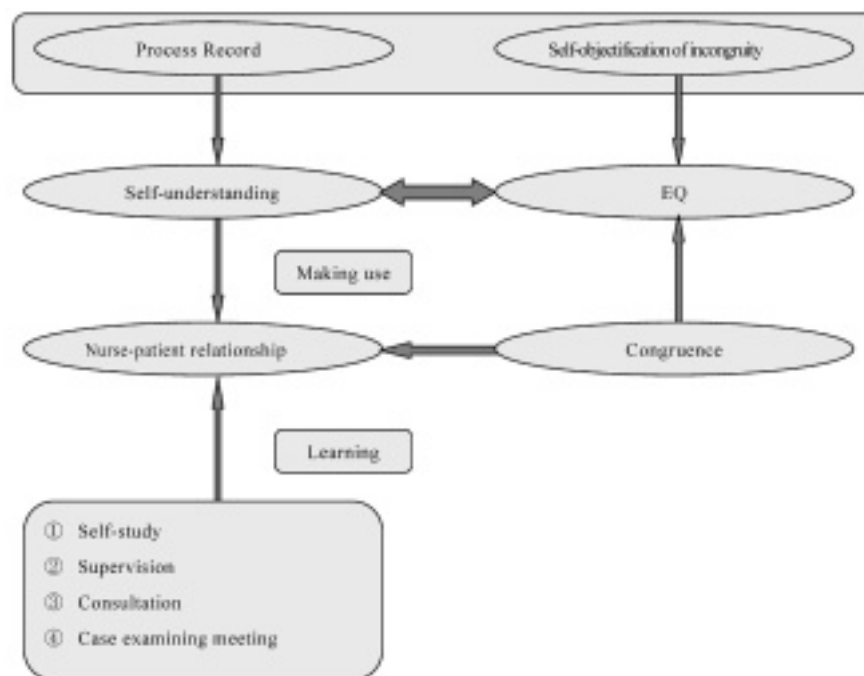 Process Record
Self-objectification of incongruity
Self-understanding
EQ
Making use
Nurse-patient relationship
Congruence
Learning
① Self-study
② Supervision
③ Consultation
④ Case examining meeting